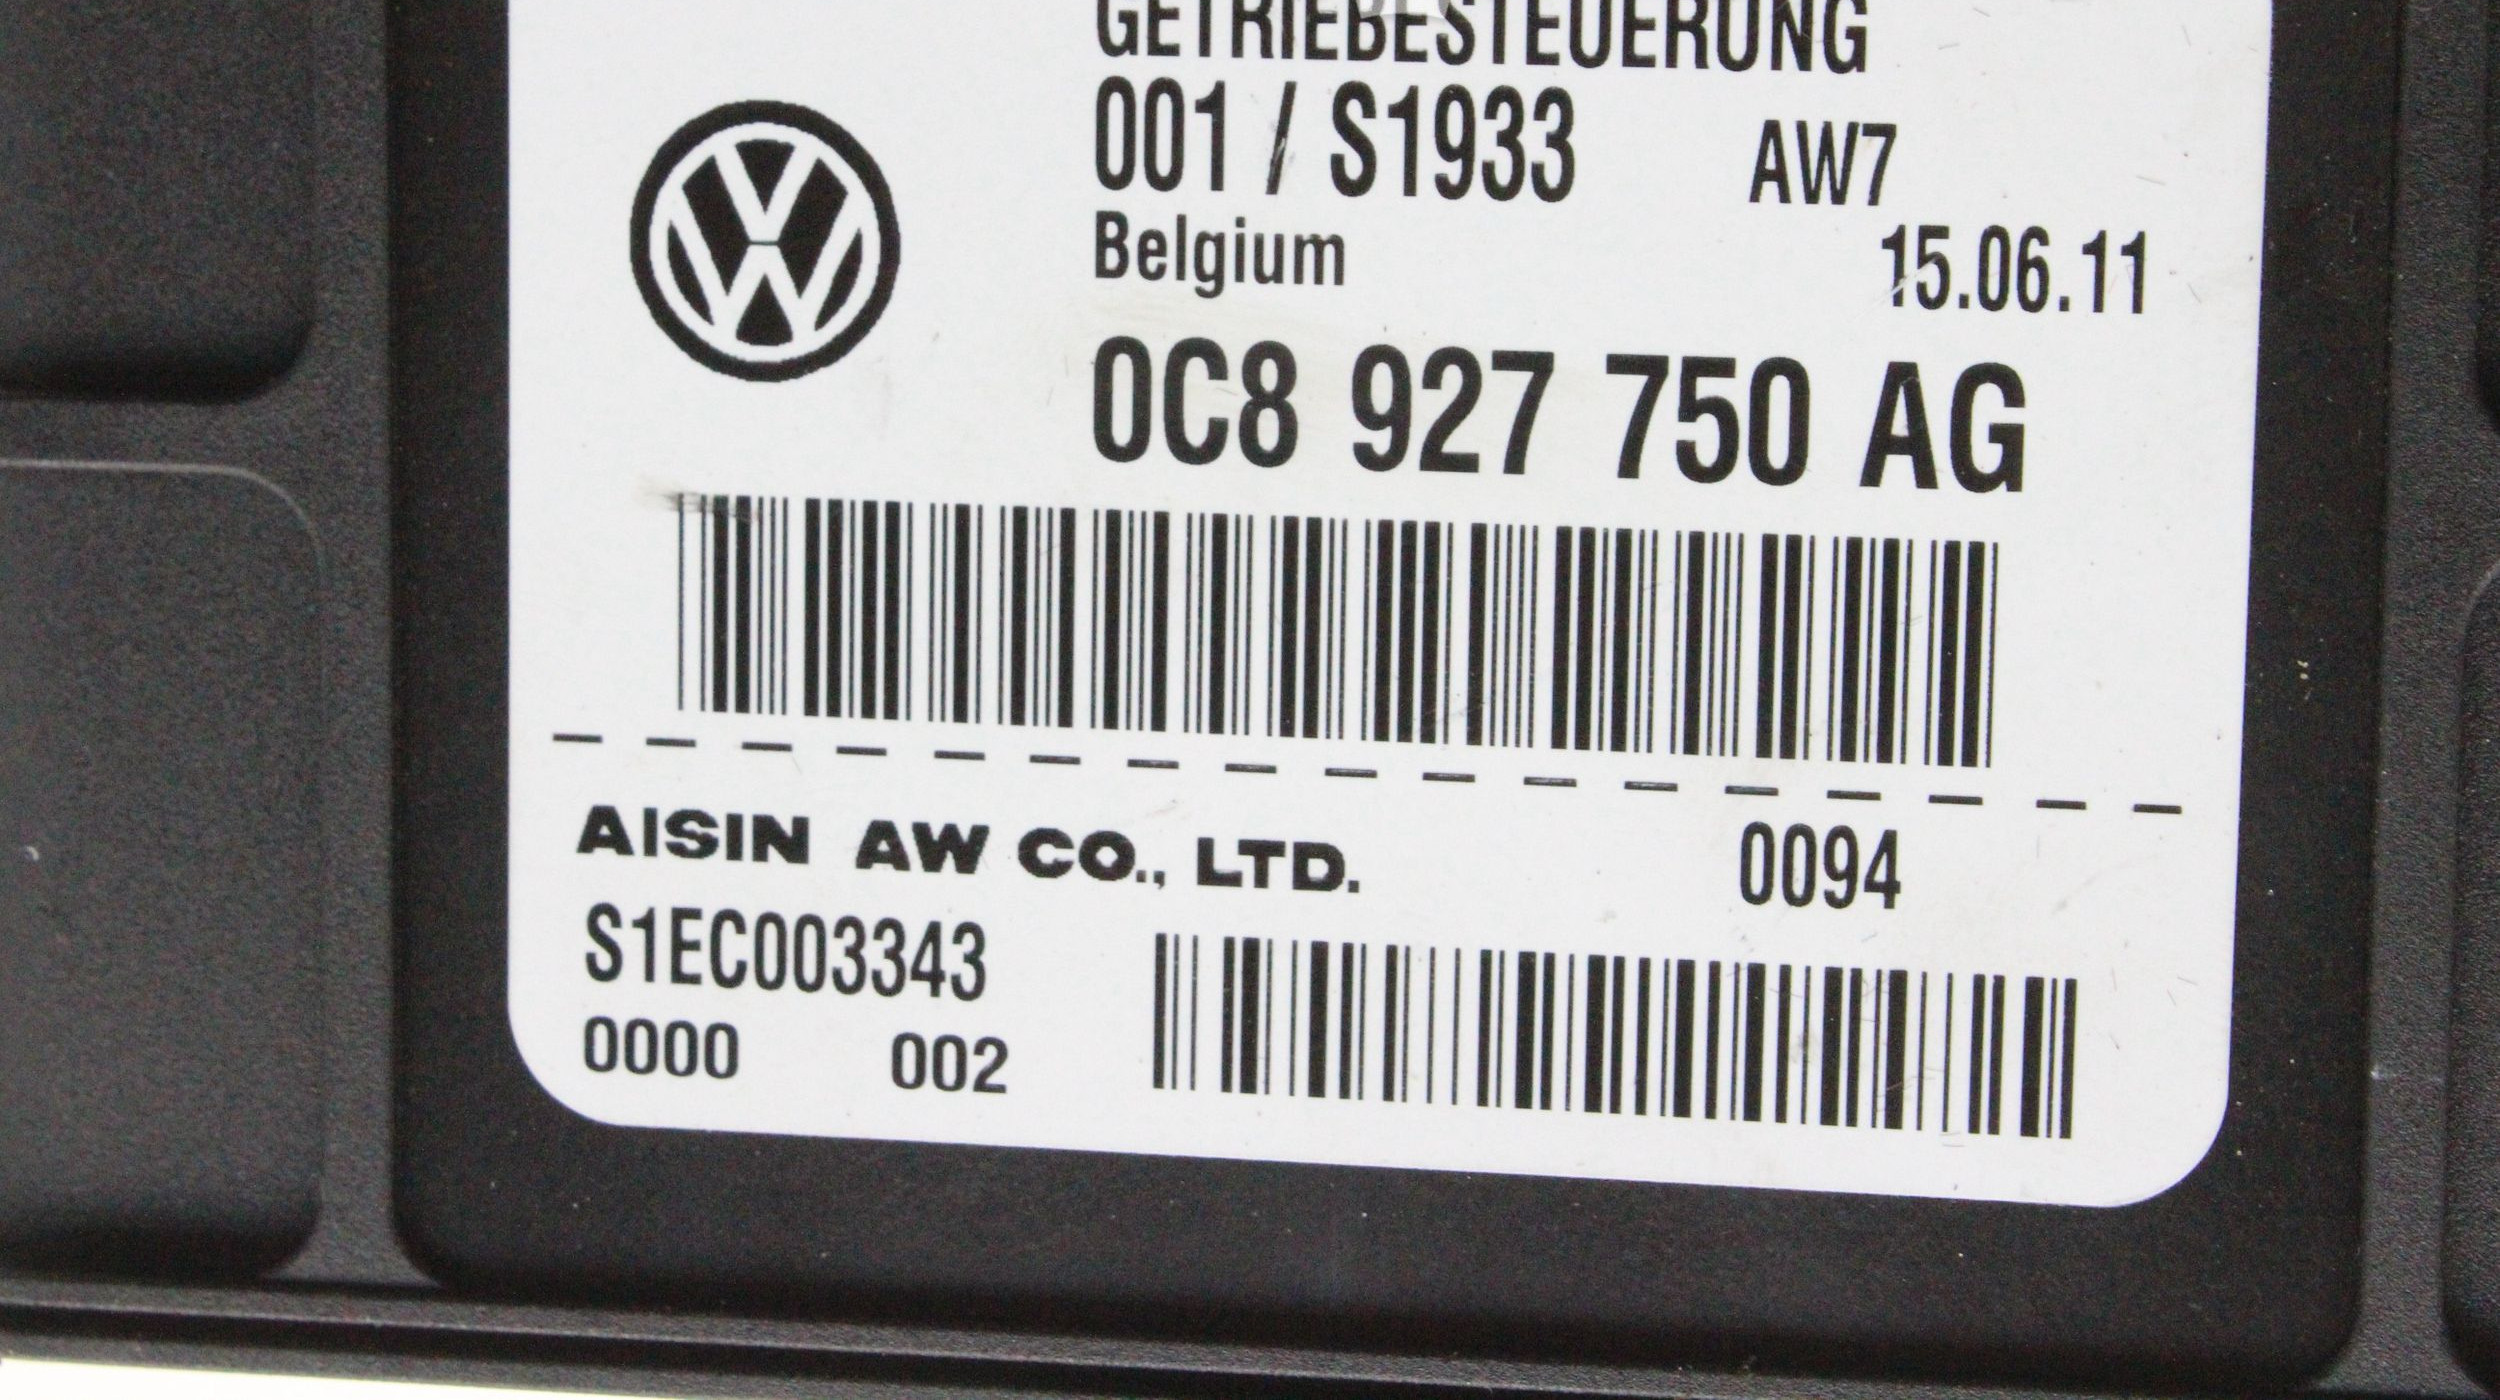 GETRIEBESTEUERUNG
001 / S1933 AW7
Belgium 15.06.11
0C8 927 750 AG
AISIN AW CO., LTD. 0094
S1EC003343
0000 002